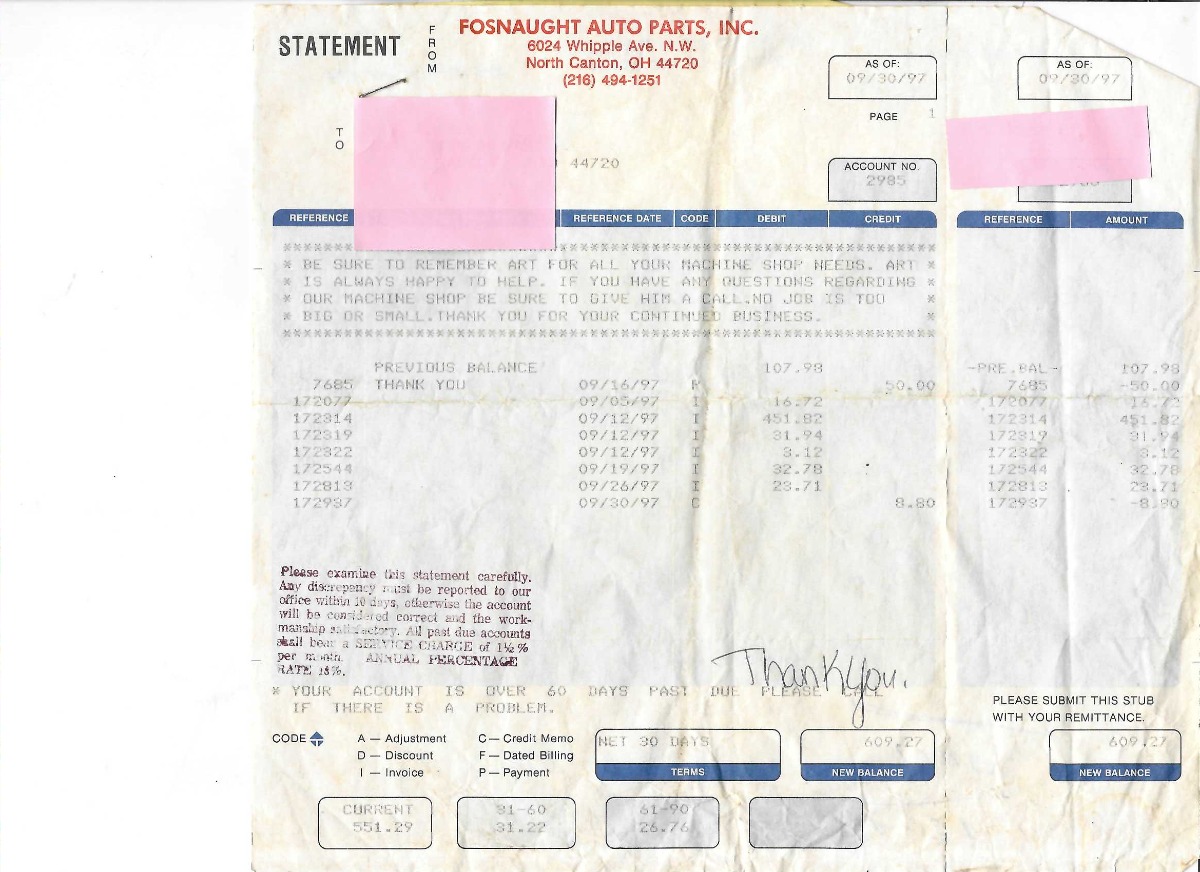 STATEMENT
FROM
FOSNAUGHT AUTO PARTS, INC.
6024 Whipple Ave. N.W.
North Canton, OH 44720
(216) 494-1251
AS OF:
09/30/97
AS OF:
09/30/97
PAGE 1
TO
44720
ACCOUNT NO.
2985
REFERENCE REFERENCE DATE CODE DEBIT CREDIT REFERENCE AMOUNT
***************************************************************
* BE SURE TO REMEMBER ART FOR ALL YOUR MACHINE SHOP NEEDS. ART *
* IS ALWAYS HAPPY TO HELP. IF YOU HAVE ANY QUESTIONS REGARDING *
* OUR MACHINE SHOP BE SURE TO GIVE HIM A CALL.NO JOB IS TOO *
* BIG OR SMALL.THANK YOU FOR YOUR CONTINUED BUSINESS. *
***************************************************************
PREVIOUS BALANCE 107.98 -PRE.BAL- 107.98
7685 THANK YOU 09/16/97 50.00 7685 -50.00
172077 09/05/97 I 16.72 172077 16.72
172314 09/12/97 I 451.82 172314 451.82
172319 09/12/97 I 31.94 172319 31.94
172322 09/12/97 I 3.12 172322 3.12
172544 09/19/97 I 32.78 172544 32.78
172813 09/26/97 I 23.71 172813 23.71
172937 09/30/97 C 8.80 172937 -8.80
Please examine this statement carefully.
Any discrepancy must be reported to our
office within 10 days, otherwise the account
will be considered correct and the work-
manship satisfactory. All past due accounts
shall bear a SERVICE CHARGE of 1½%
per month. ANNUAL PERCENTAGE
RATE 18%.
Thank You.
* YOUR ACCOUNT IS OVER 60 DAYS PAST DUE PLEASE CALL
IF THERE IS A PROBLEM.
PLEASE SUBMIT THIS STUB
WITH YOUR REMITTANCE.
CODE A — Adjustment C — Credit Memo
D — Discount F — Dated Billing
I — Invoice P — Payment
NET 30 DAYS
TERMS
609.27
NEW BALANCE
609.27
NEW BALANCE
CURRENT 31-60 61-90
551.29 31.22 26.76